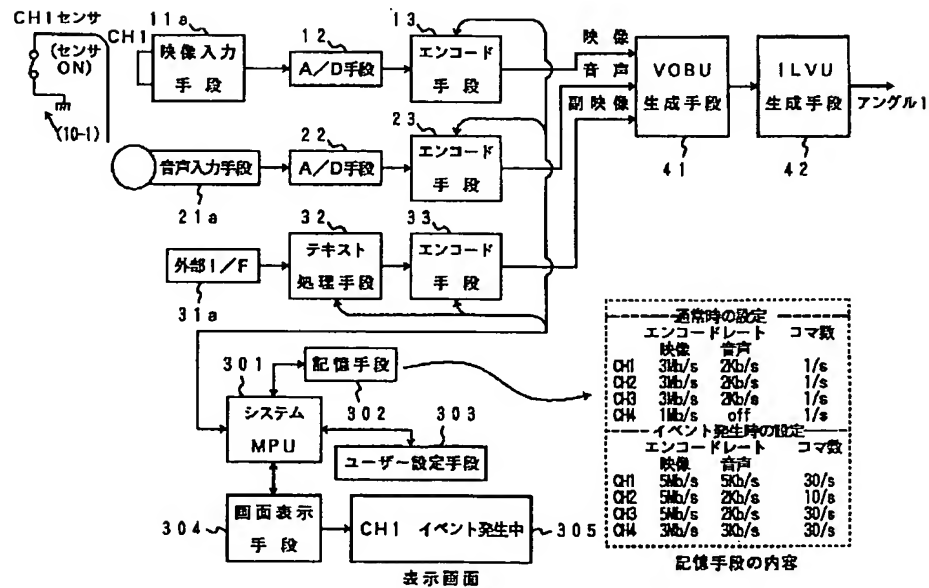 CH1センサ
(センサ
ON)
(10-1)
CH1
11a
映像入力
手段
12
A/D手段
13
エンコード
手段
映像
音声
副映像
VOBU
生成手段
41
ILVU
生成手段
42
アングル1
音声入力手段
21a
22
A/D手段
23
エンコード
手段
外部I/F
31a
32
テキスト
処理手段
33
エンコード
手段
301
システム
MPU
記憶手段
302
303
ユーザー設定手段
304
画面表示
手段
CH1 イベント発生中
305
表示画面
通常時の設定
エンコードレート コマ数
映像 音声
CH1 3Mb/s 2Kb/s 1/s
CH2 3Mb/s 2Kb/s 1/s
CH3 3Mb/s 2Kb/s 1/s
CH4 1Mb/s off 1/s
イベント発生時の設定
エンコードレート コマ数
映像 音声
CH1 5Mb/s 5Kb/s 30/s
CH2 5Mb/s 2Kb/s 10/s
CH3 5Mb/s 2Kb/s 30/s
CH4 3Mb/s 3Kb/s 30/s
記憶手段の内容